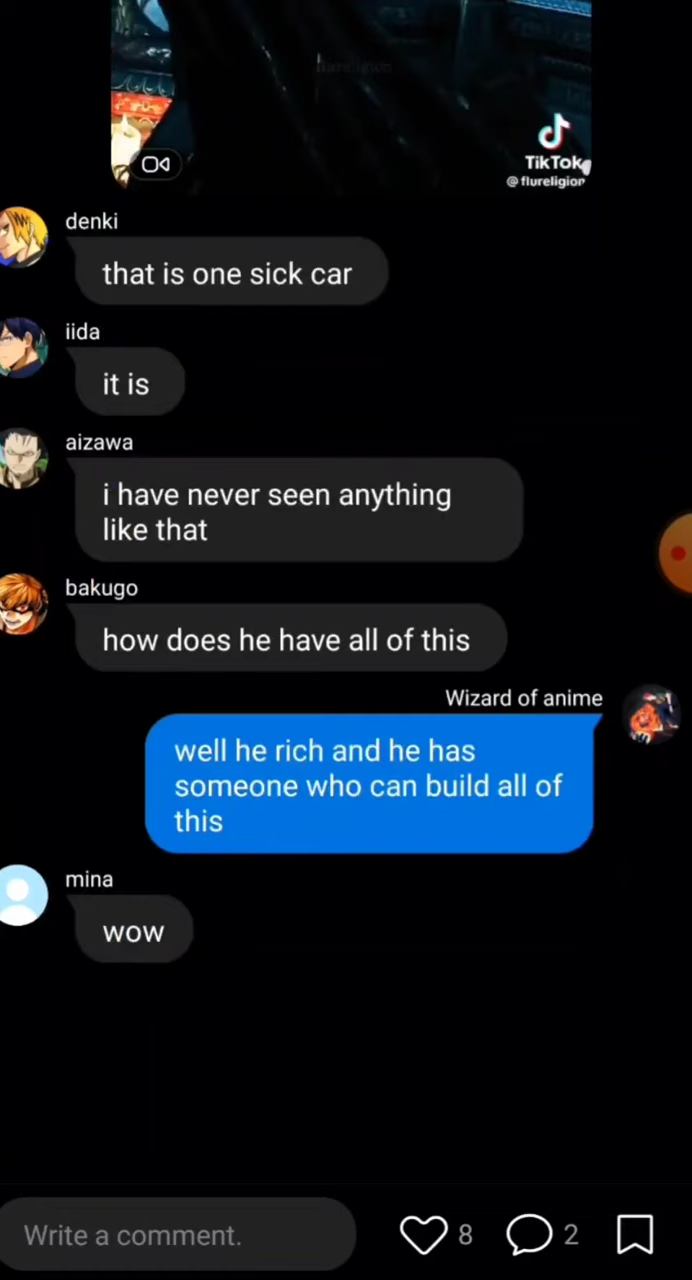 TikTok
@flureligion
denki
that is one sick car
iida
it is
aizawa
i have never seen anything
like that
bakugo
how does he have all of this
Wizard of anime
well he rich and he has
someone who can build all of
this
mina
wow
Write a comment.
8
2